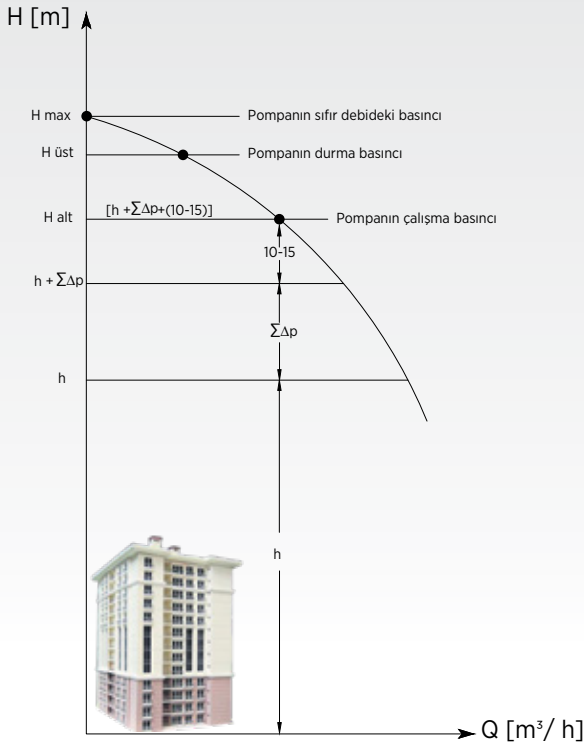 H [m]
H max
Pompanın sıfır debideki basıncı
H üst
Pompanın durma basıncı
H alt
[h +∑Δp+(10-15)]
Pompanın çalışma basıncı
10-15
h + ∑Δp
∑Δp
h
h
Q [m³/ h]